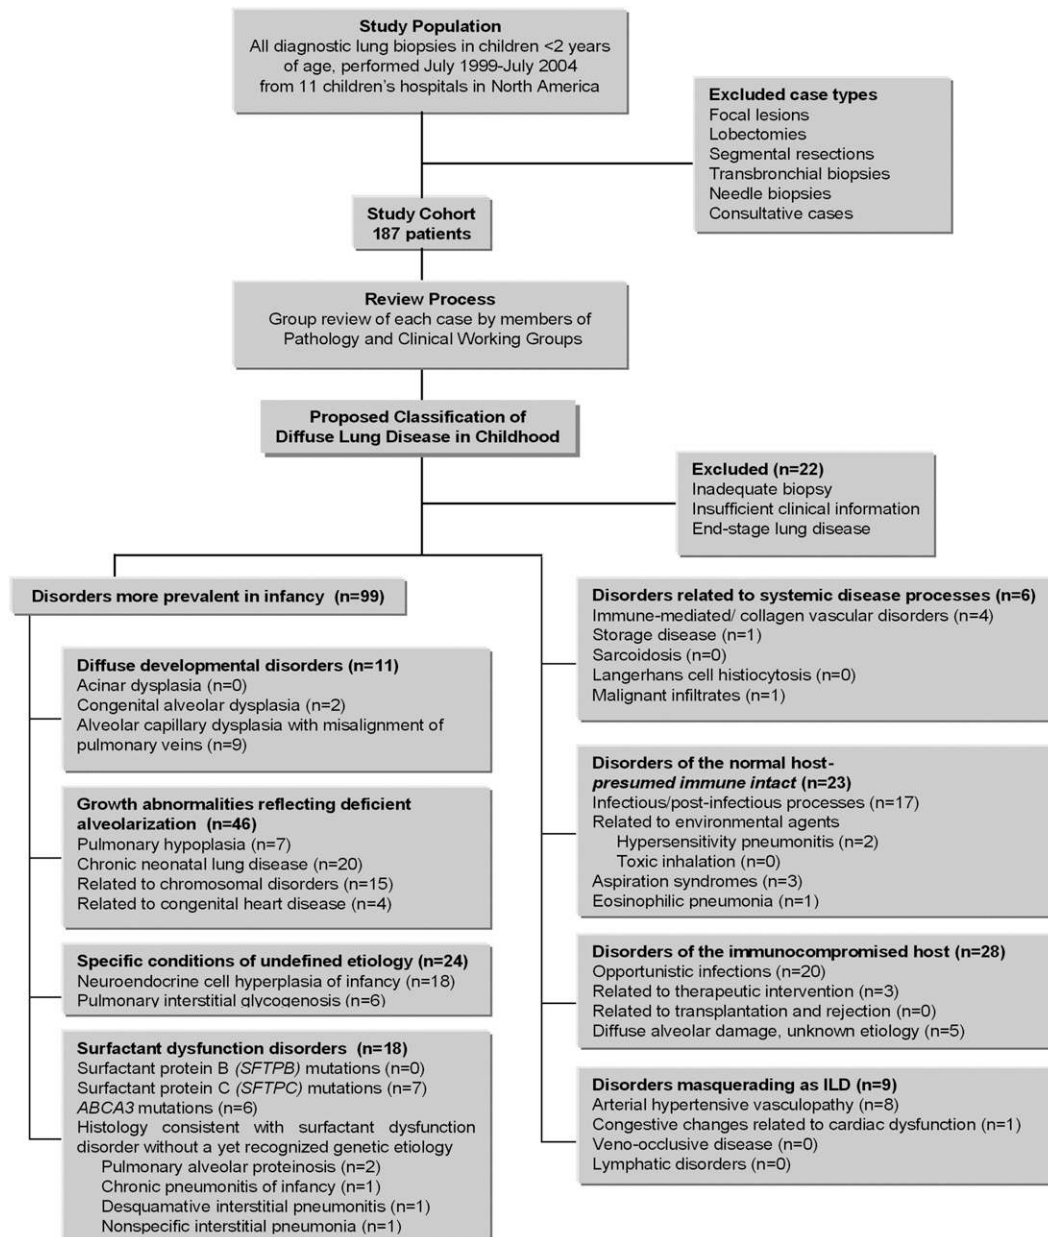 Study Population
All diagnostic lung biopsies in children <2 years
of age, performed July 1999-July 2004
from 11 children's hospitals in North America
Excluded case types
Focal lesions
Lobectomies
Segmental resections
Transbronchial biopsies
Needle biopsies
Consultative cases
Study Cohort
187 patients
Review Process
Group review of each case by members of
Pathology and Clinical Working Groups
Proposed Classification of
Diffuse Lung Disease in Childhood
Excluded (n=22)
Inadequate biopsy
Insufficient clinical information
End-stage lung disease
Disorders more prevalent in infancy (n=99)
Diffuse developmental disorders (n=11)
Acinar dysplasia (n=0)
Congenital alveolar dysplasia (n=2)
Alveolar capillary dysplasia with misalignment of
pulmonary veins (n=9)
Growth abnormalities reflecting deficient
alveolarization (n=46)
Pulmonary hypoplasia (n=7)
Chronic neonatal lung disease (n=20)
Related to chromosomal disorders (n=15)
Related to congenital heart disease (n=4)
Specific conditions of undefined etiology (n=24)
Neuroendocrine cell hyperplasia of infancy (n=18)
Pulmonary interstitial glycogenosis (n=6)
Surfactant dysfunction disorders (n=18)
Surfactant protein B (SFTPB) mutations (n=0)
Surfactant protein C (SFTPC) mutations (n=7)
ABCA3 mutations (n=6)
Histology consistent with surfactant dysfunction
disorder without a yet recognized genetic etiology
Pulmonary alveolar proteinosis (n=2)
Chronic pneumonitis of infancy (n=1)
Desquamative interstitial pneumonitis (n=1)
Nonspecific interstitial pneumonia (n=1)
Disorders related to systemic disease processes (n=6)
Immune-mediated/ collagen vascular disorders (n=4)
Storage disease (n=1)
Sarcoidosis (n=0)
Langerhans cell histiocytosis (n=0)
Malignant infiltrates (n=1)
Disorders of the normal host-
presumed immune intact (n=23)
Infectious/post-infectious processes (n=17)
Related to environmental agents
Hypersensitivity pneumonitis (n=2)
Toxic inhalation (n=0)
Aspiration syndromes (n=3)
Eosinophilic pneumonia (n=1)
Disorders of the immunocompromised host (n=28)
Opportunistic infections (n=20)
Related to therapeutic intervention (n=3)
Related to transplantation and rejection (n=0)
Diffuse alveolar damage, unknown etiology (n=5)
Disorders masquerading as ILD (n=9)
Arterial hypertensive vasculopathy (n=8)
Congestive changes related to cardiac dysfunction (n=1)
Veno-occlusive disease (n=0)
Lymphatic disorders (n=0)